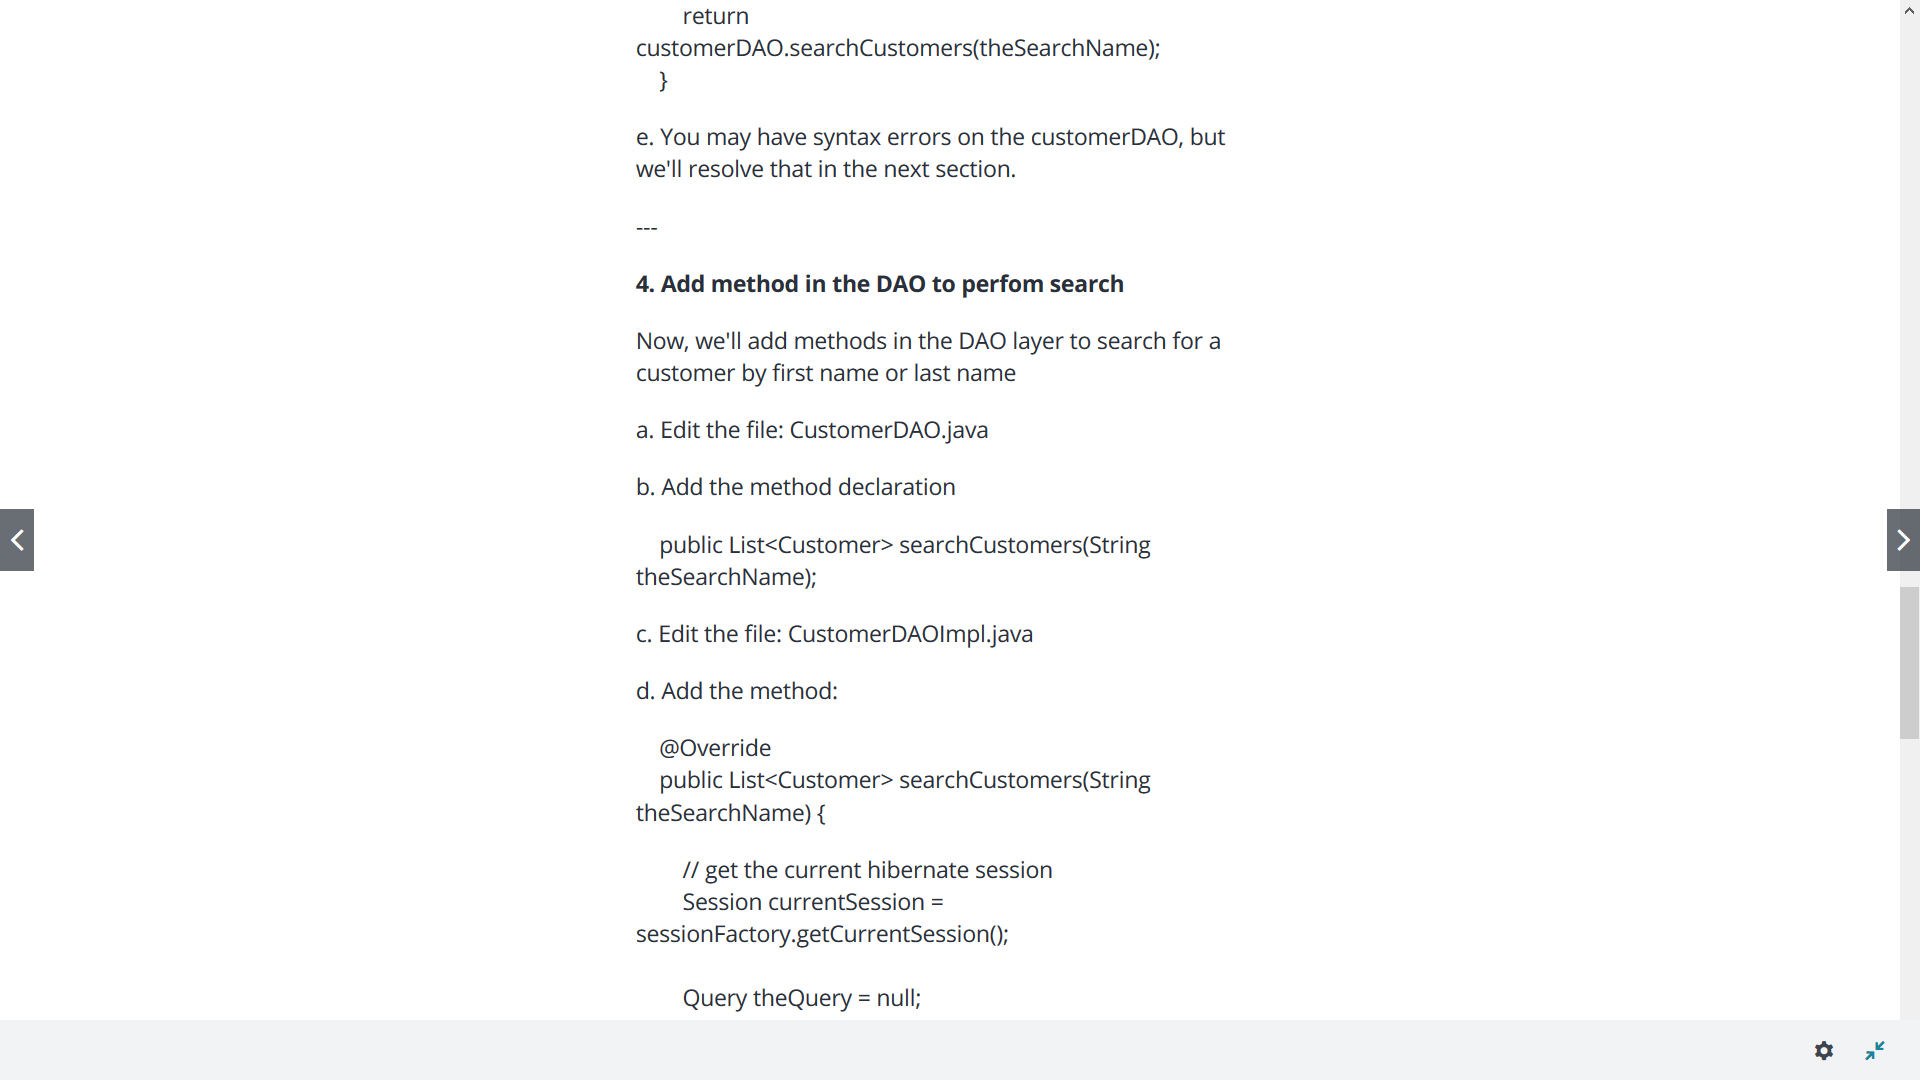 return
customerDAO.searchCustomers(theSearchName);
}
e. You may have syntax errors on the customerDAO, but
we'll resolve that in the next section.
---
4. Add method in the DAO to perfom search
Now, we'll add methods in the DAO layer to search for a
customer by first name or last name
a. Edit the file: CustomerDAO.java
b. Add the method declaration
public List<Customer> searchCustomers(String
theSearchName);
c. Edit the file: CustomerDAOImpl.java
d. Add the method:
@Override
public List<Customer> searchCustomers(String
theSearchName) {
// get the current hibernate session
Session currentSession =
sessionFactory.getCurrentSession();
Query theQuery = null;